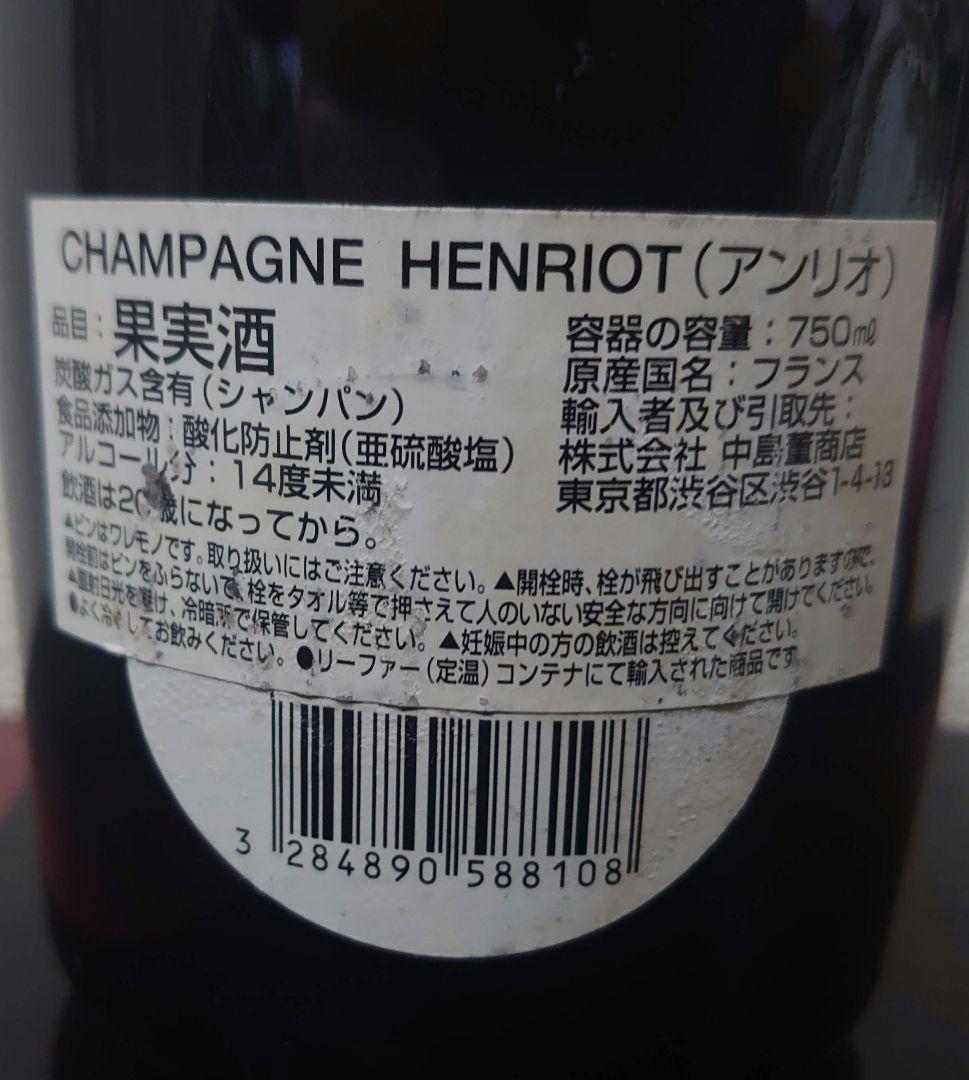 CHAMPAGNE HENRIOT(アンリオ)
品目:果実酒
炭酸ガス含有(シャンパン)
食品添加物:酸化防止剤(亜硫酸塩)
アルコール分:14度未満
飲酒は20歳になってから。
容器の容量:750mℓ
原産国名:フランス
輸入者及び引取先:
株式会社 中島董商店
東京都渋谷区渋谷1-4-13
▲ビンはワレモノです。取り扱いにはご注意ください。▲開栓時、栓が飛び出すことがありますので、
開栓前はビンをふらないで、栓をタオル等で押さえて人のいない安全な方向に向けて開けてください。
▲直射日光を避け、冷暗所で保管してください。▲妊娠中の方の飲酒は控えてください。
●よく冷やしてお飲みください。●リーファー(定温)コンテナにて輸入された商品です。
3 284890 588108